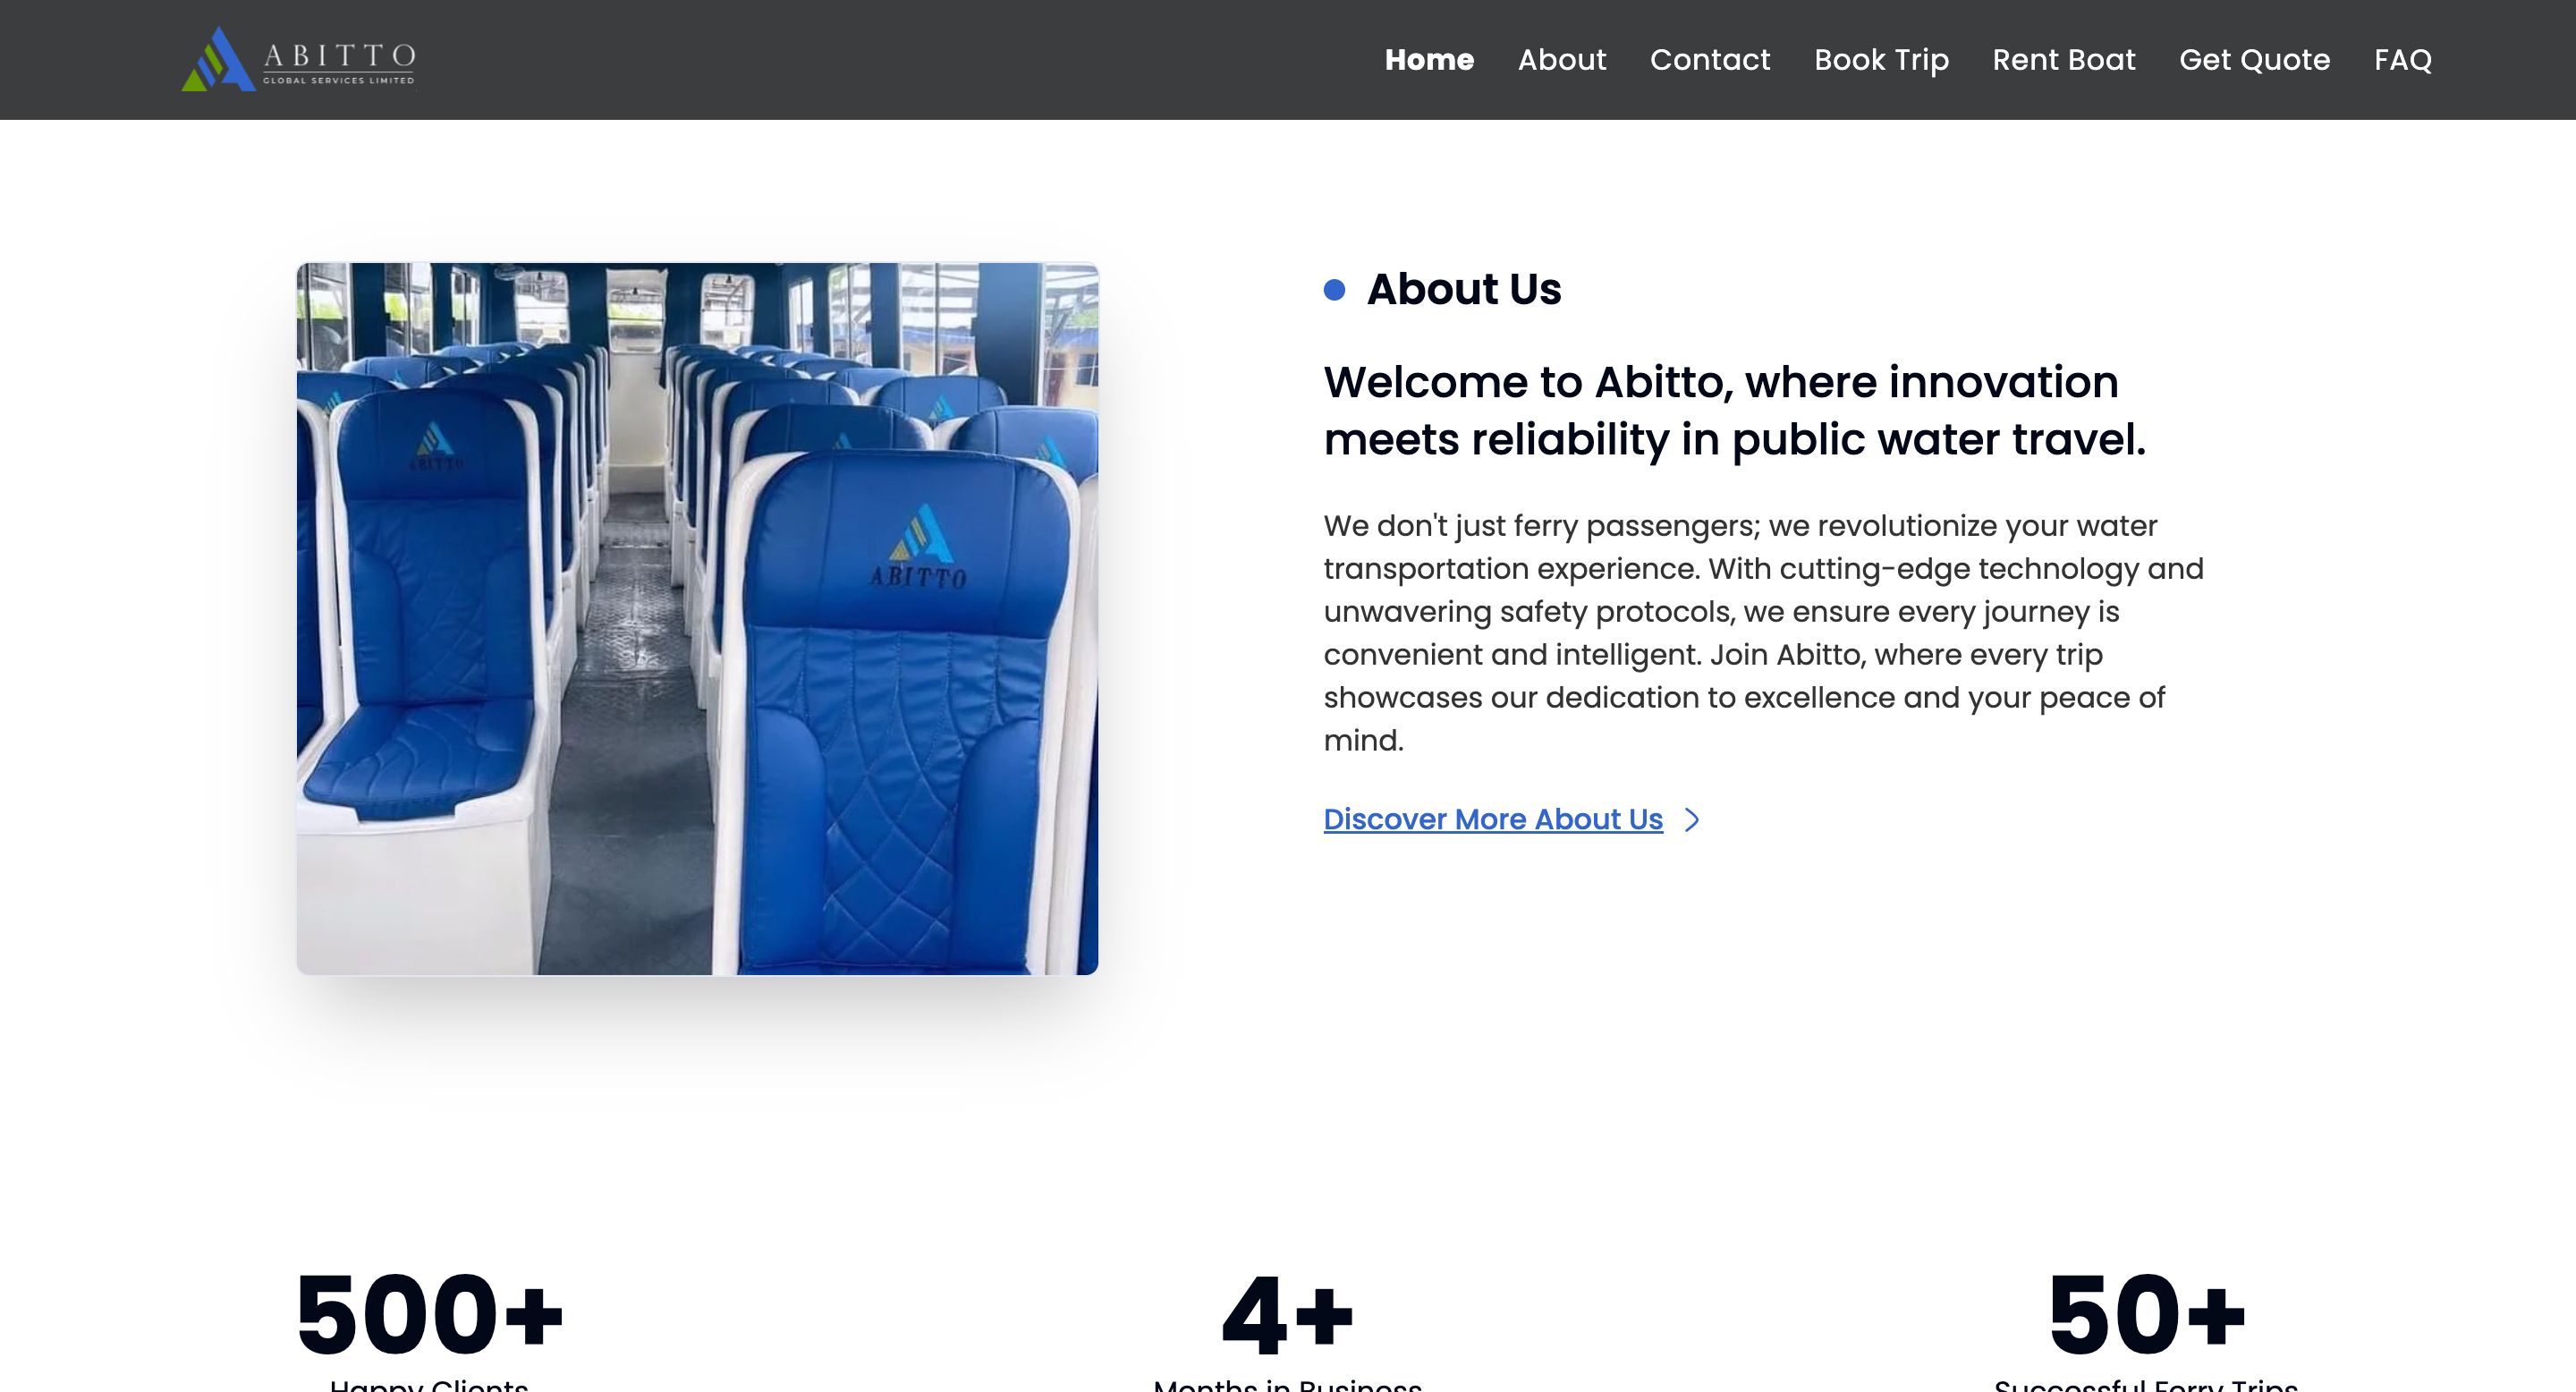 ABITTO
GLOBAL SERVICES LIMITED
Home About Contact Book Trip Rent Boat Get Quote FAQ
ABITTO
ABITTO
About Us
Welcome to Abitto, where innovation
meets reliability in public water travel.
We don't just ferry passengers; we revolutionize your water
transportation experience. With cutting-edge technology and
unwavering safety protocols, we ensure every journey is
convenient and intelligent. Join Abitto, where every trip
showcases our dedication to excellence and your peace of
mind.
Discover More About Us
500+ 4+ 50+
Happy Clients Months in Business Successful Ferry Trips